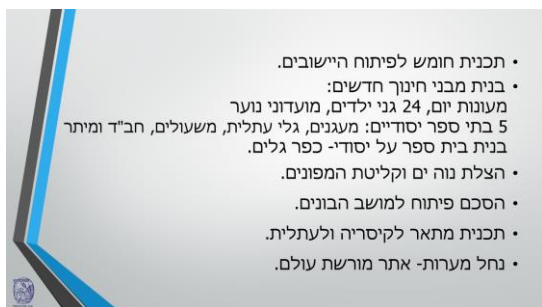 • תכנית חומש לפיתוח היישובים.
• בנית מבני חינוך חדשים:
מעונות יום, 24 גני ילדים, מועדוני נוער
5 בתי ספר יסודיים: מעגנים, גלי עתלית, משעולים, חב"ד ומיתר
בנית בית ספר על יסודי- כפר גלים.
• הצלת נוה ים וקליטת המפונים.
• הסכם פיתוח למושב הבונים.
• תכנית מתאר לקיסריה ולעתלית.
• נחל מערות- אתר מורשת עולם.